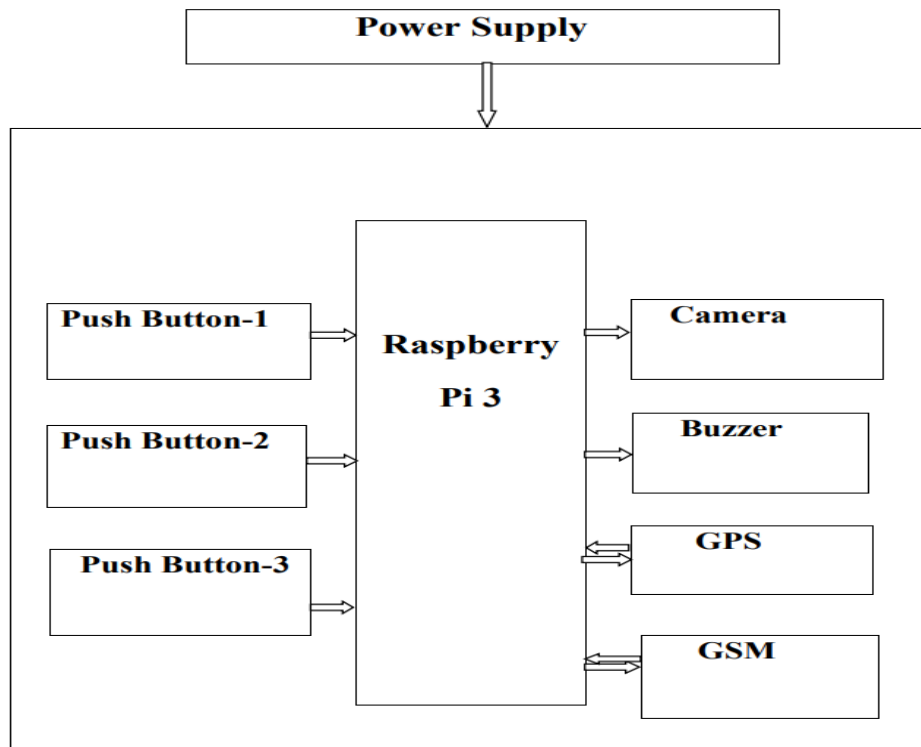 Power Supply
Push Button-1
Push Button-2
Push Button-3
Raspberry
Pi 3
Camera
Buzzer
GPS
GSM